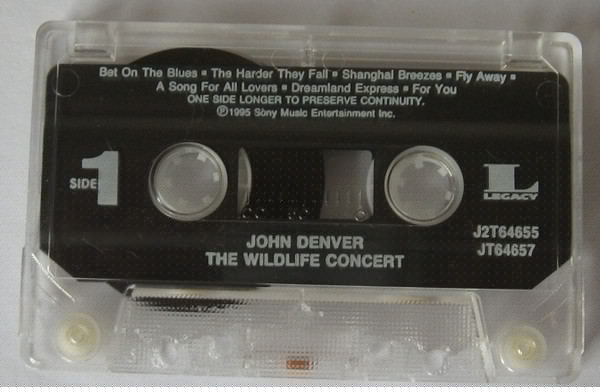 Bet On The Blues ▪ The Harder They Fall ▪ Shanghai Breezes ▪ Fly Away ▪
A Song For All Lovers ▪ Dreamland Express ▪ For You
ONE SIDE LONGER TO PRESERVE CONTINUITY.
℗1995 Sony Music Entertainment Inc.
SIDE 1
L
LEGACY
J2T64655
JT64657
JOHN DENVER
THE WILDLIFE CONCERT